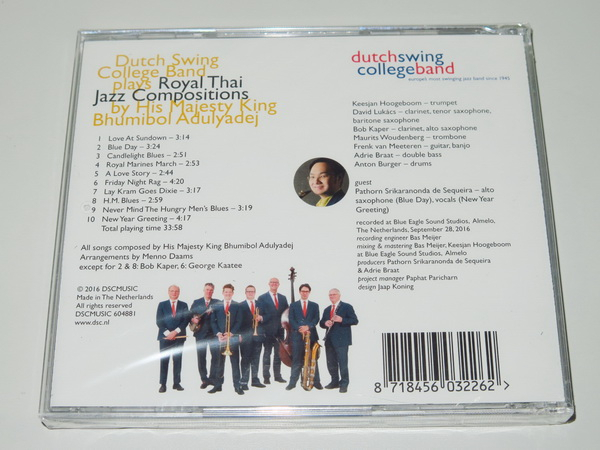 Dutch Swing
College Band
plays Royal Thai
Jazz Compositions
by His Majesty King
Bhumibol Adulyadej
1 Love At Sundown – 3:14
2 Blue Day – 3:24
3 Candlelight Blues – 2:51
4 Royal Marines March – 2:53
5 A Love Story – 2:44
6 Friday Night Rag – 4:20
7 Lay Kram Goes Dixie – 3:17
8 H.M. Blues – 2:59
9 Never Mind The Hungry Men's Blues – 3:19
10 New Year Greeting – 4:17
Total playing time 33:58
All songs composed by His Majesty King Bhumibol Adulyadej
Arrangements by Menno Daams
except for 2 & 8: Bob Kaper, 6: George Kaatee
© 2016 DSCMUSIC
Made in The Netherlands
All rights reserved
DSCMUSIC 604881
www.dsc.nl
dutchswing
collegeband
europe's most swinging jazz band since 1945
Keesjan Hoogeboom – trumpet
David Lukács – clarinet, tenor saxophone,
baritone saxophone
Bob Kaper – clarinet, alto saxophone
Maurits Woudenberg – trombone
Frenk van Meeteren – guitar, banjo
Adrie Braat – double bass
Anton Burger – drums
guest
Pathorn Srikaranonda de Sequeira – alto
saxophone (Blue Day), vocals (New Year
Greeting)
recorded at Blue Eagle Sound Studios, Almelo,
The Netherlands, September 28, 2016
recording engineer Bas Meijer
mixing & mastering Bas Meijer, Keesjan Hoogeboom
at Blue Eagle Sound Studios, Almelo
producers Pathorn Srikaranonda de Sequeira
& Adrie Braat
project manager Paphat Paricharn
design Jaap Koning
8 718456 032262 >